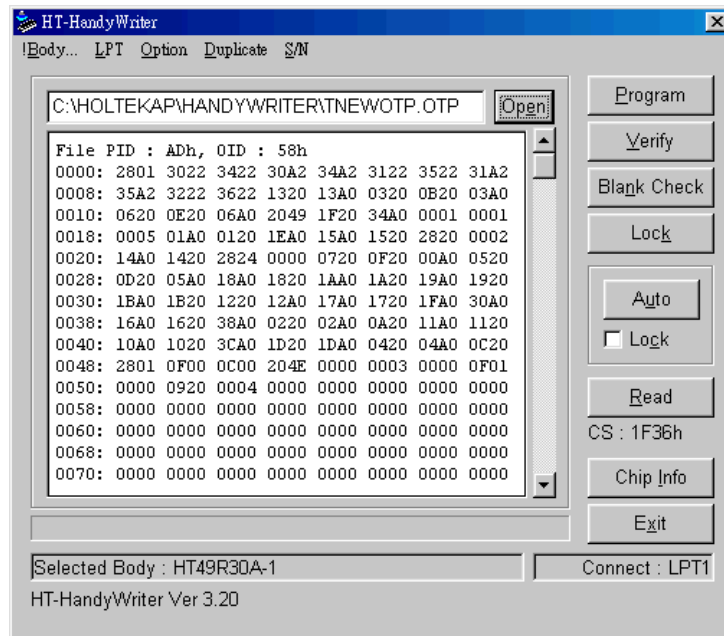 HT-HandyWriter
!Body... LPT Option Duplicate S/N
C:\HOLTEKAP\HANDYWRITER\TNEWOTP.OTP Open
File PID : ADh, OID : 58h
0000: 2801 3022 3422 30A2 34A2 3122 3522 31A2
0008: 35A2 3222 3622 1320 13A0 0320 0B20 03A0
0010: 0620 0E20 06A0 2049 1F20 34A0 0001 0001
0018: 0005 01A0 0120 1EA0 15A0 1520 2820 0002
0020: 14A0 1420 2824 0000 0720 0F20 00A0 0520
0028: 0D20 05A0 18A0 1820 1AA0 1A20 19A0 1920
0030: 1BA0 1B20 1220 12A0 17A0 1720 1FA0 30A0
0038: 16A0 1620 38A0 0220 02A0 0A20 11A0 1120
0040: 10A0 1020 3CA0 1D20 1DA0 0420 04A0 0C20
0048: 2801 0F00 0C00 204E 0000 0003 0000 0F01
0050: 0000 0920 0004 0000 0000 0000 0000 0000
0058: 0000 0000 0000 0000 0000 0000 0000 0000
0060: 0000 0000 0000 0000 0000 0000 0000 0000
0068: 0000 0000 0000 0000 0000 0000 0000 0000
0070: 0000 0000 0000 0000 0000 0000 0000 0000
Program
Verify
Blank Check
Lock
Auto
Lock
Read
CS : 1F36h
Chip Info
Exit
Selected Body : HT49R30A-1
Connect : LPT1
HT-HandyWriter Ver 3.20